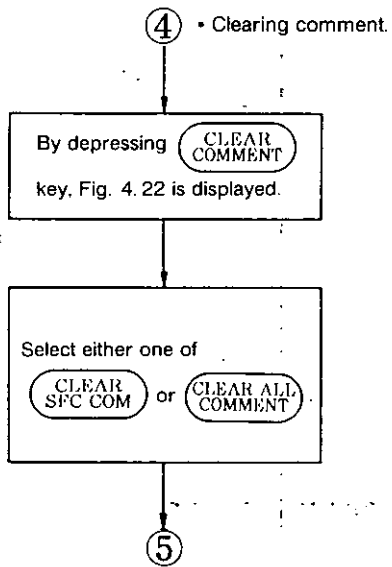 ④ • Clearing comment.
By depressing CLEAR COMMENT
key, Fig. 4.22 is displayed.
Select either one of
CLEAR SFC COM or CLEAR ALL COMMENT
⑤